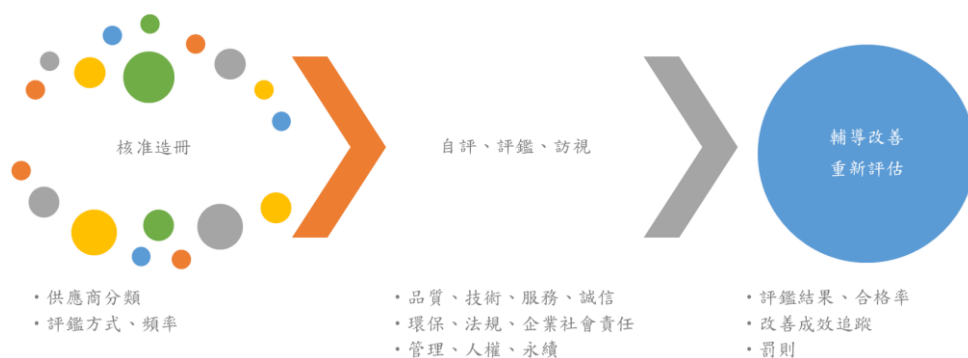 核准造冊
自評、評鑑、訪視
輔導改善
重新評估
・供應商分類
・評鑑方式、頻率
・品質、技術、服務、誠信
・環保、法規、企業社會責任
・管理、人權、永續
・評鑑結果、合格率
・改善成效追蹤
・罰則